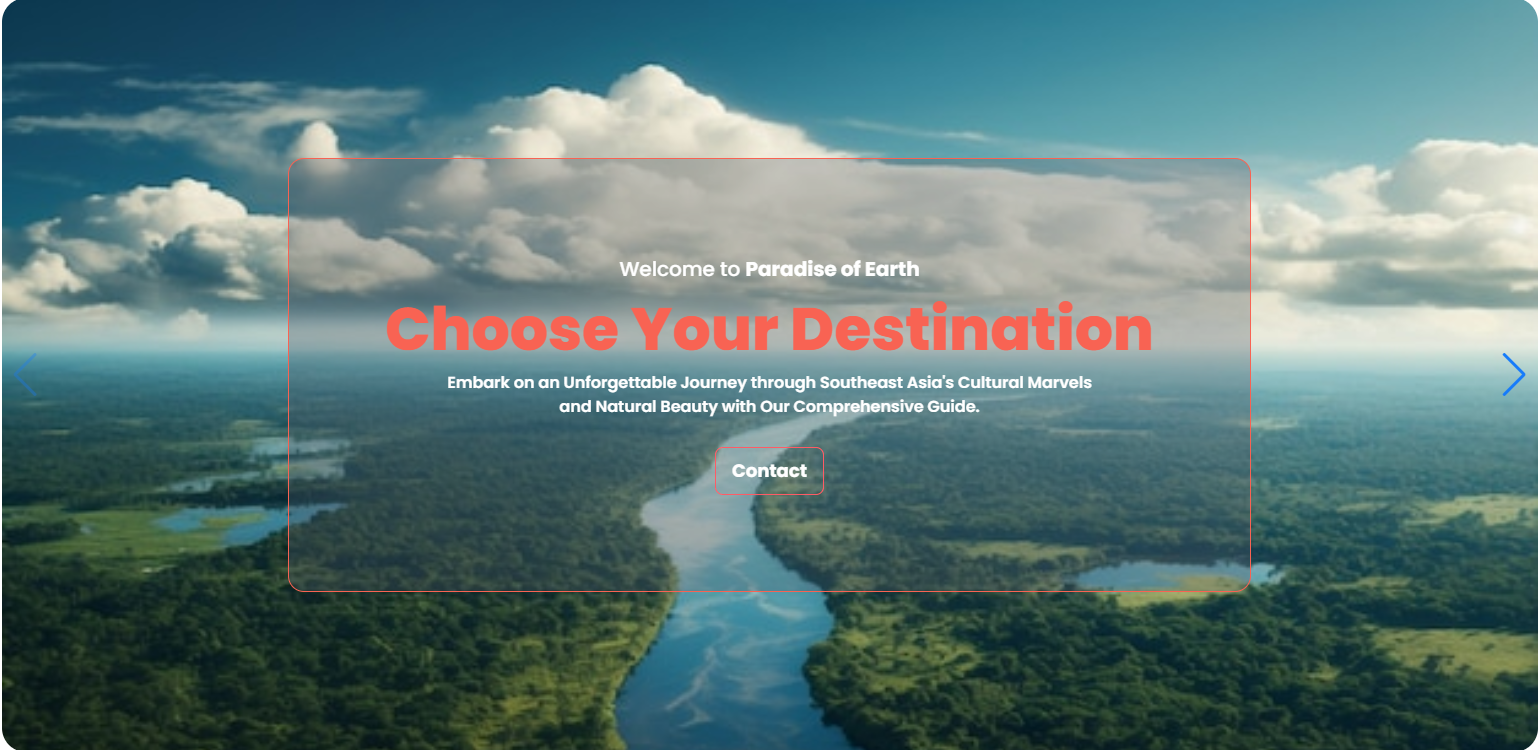 Welcome to Paradise of Earth
Choose Your Destination
Embark on an Unforgettable Journey through Southeast Asia's Cultural Marvels
and Natural Beauty with Our Comprehensive Guide.
Contact